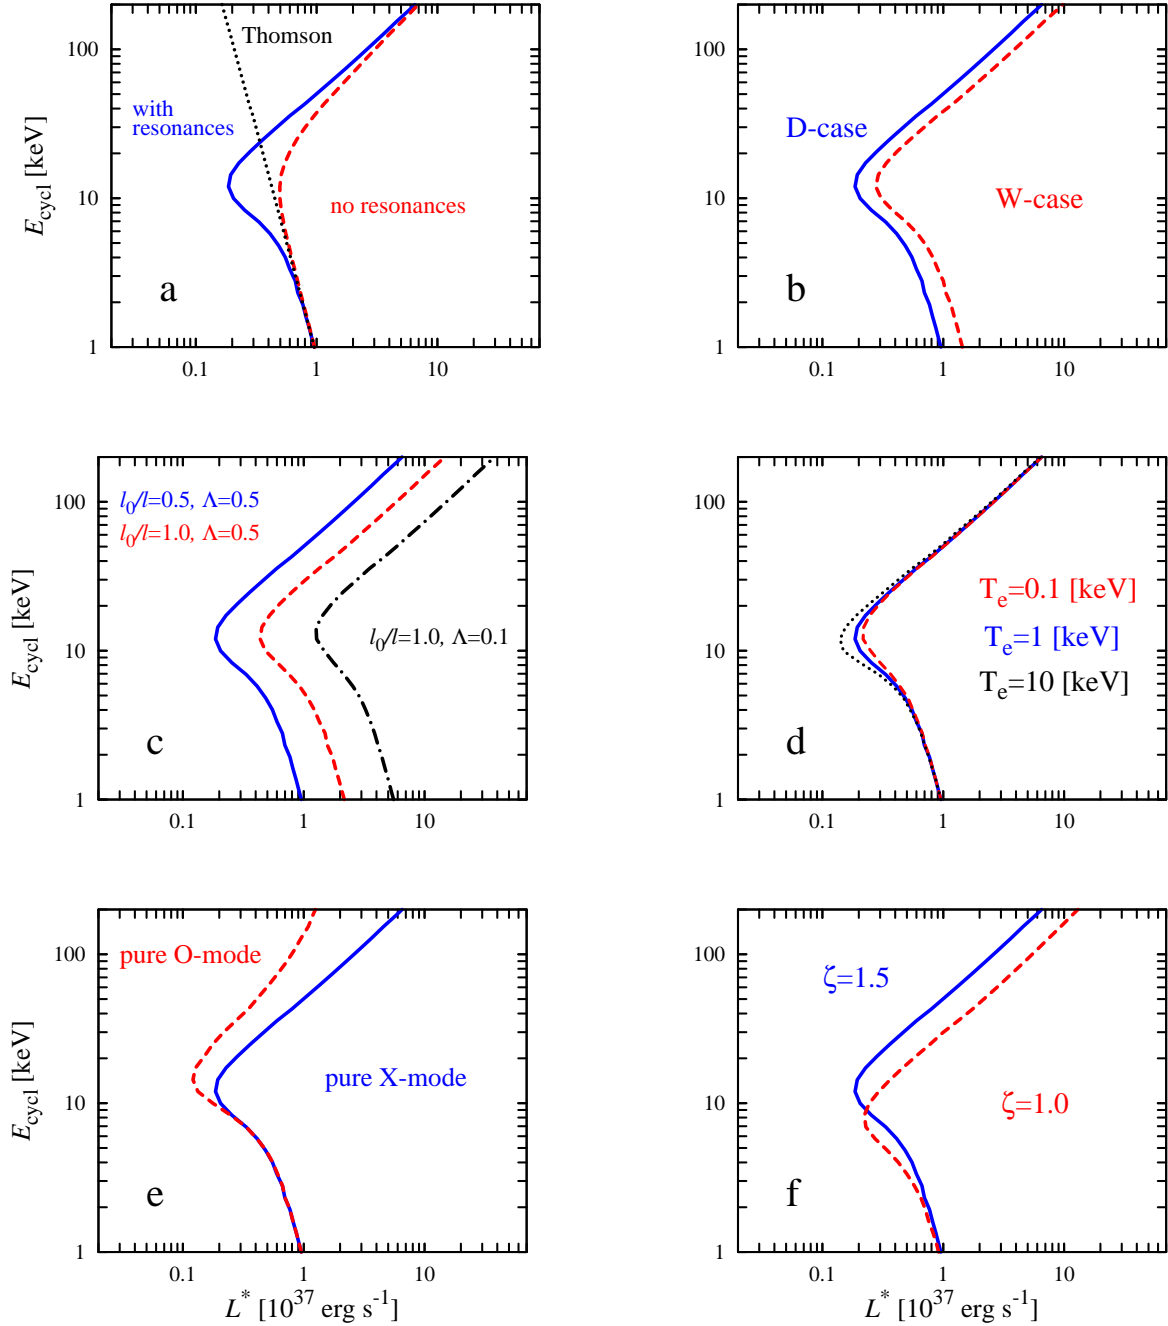 100
10
1
E_cycl [keV]
Thomson
with
resonances
no resonances
a
0.1
1
10
100
10
1
D-case
W-case
b
0.1
1
10
100
10
1
E_cycl [keV]
l_0/l=0.5, Λ=0.5
l_0/l=1.0, Λ=0.5
l_0/l=1.0, Λ=0.1
c
0.1
1
10
100
10
1
T_e=0.1 [keV]
T_e=1 [keV]
T_e=10 [keV]
d
0.1
1
10
100
10
1
E_cycl [keV]
pure O-mode
pure X-mode
e
0.1
1
10
L^* [10^37 erg s^-1]
100
10
1
ζ=1.5
ζ=1.0
f
0.1
1
10
L^* [10^37 erg s^-1]